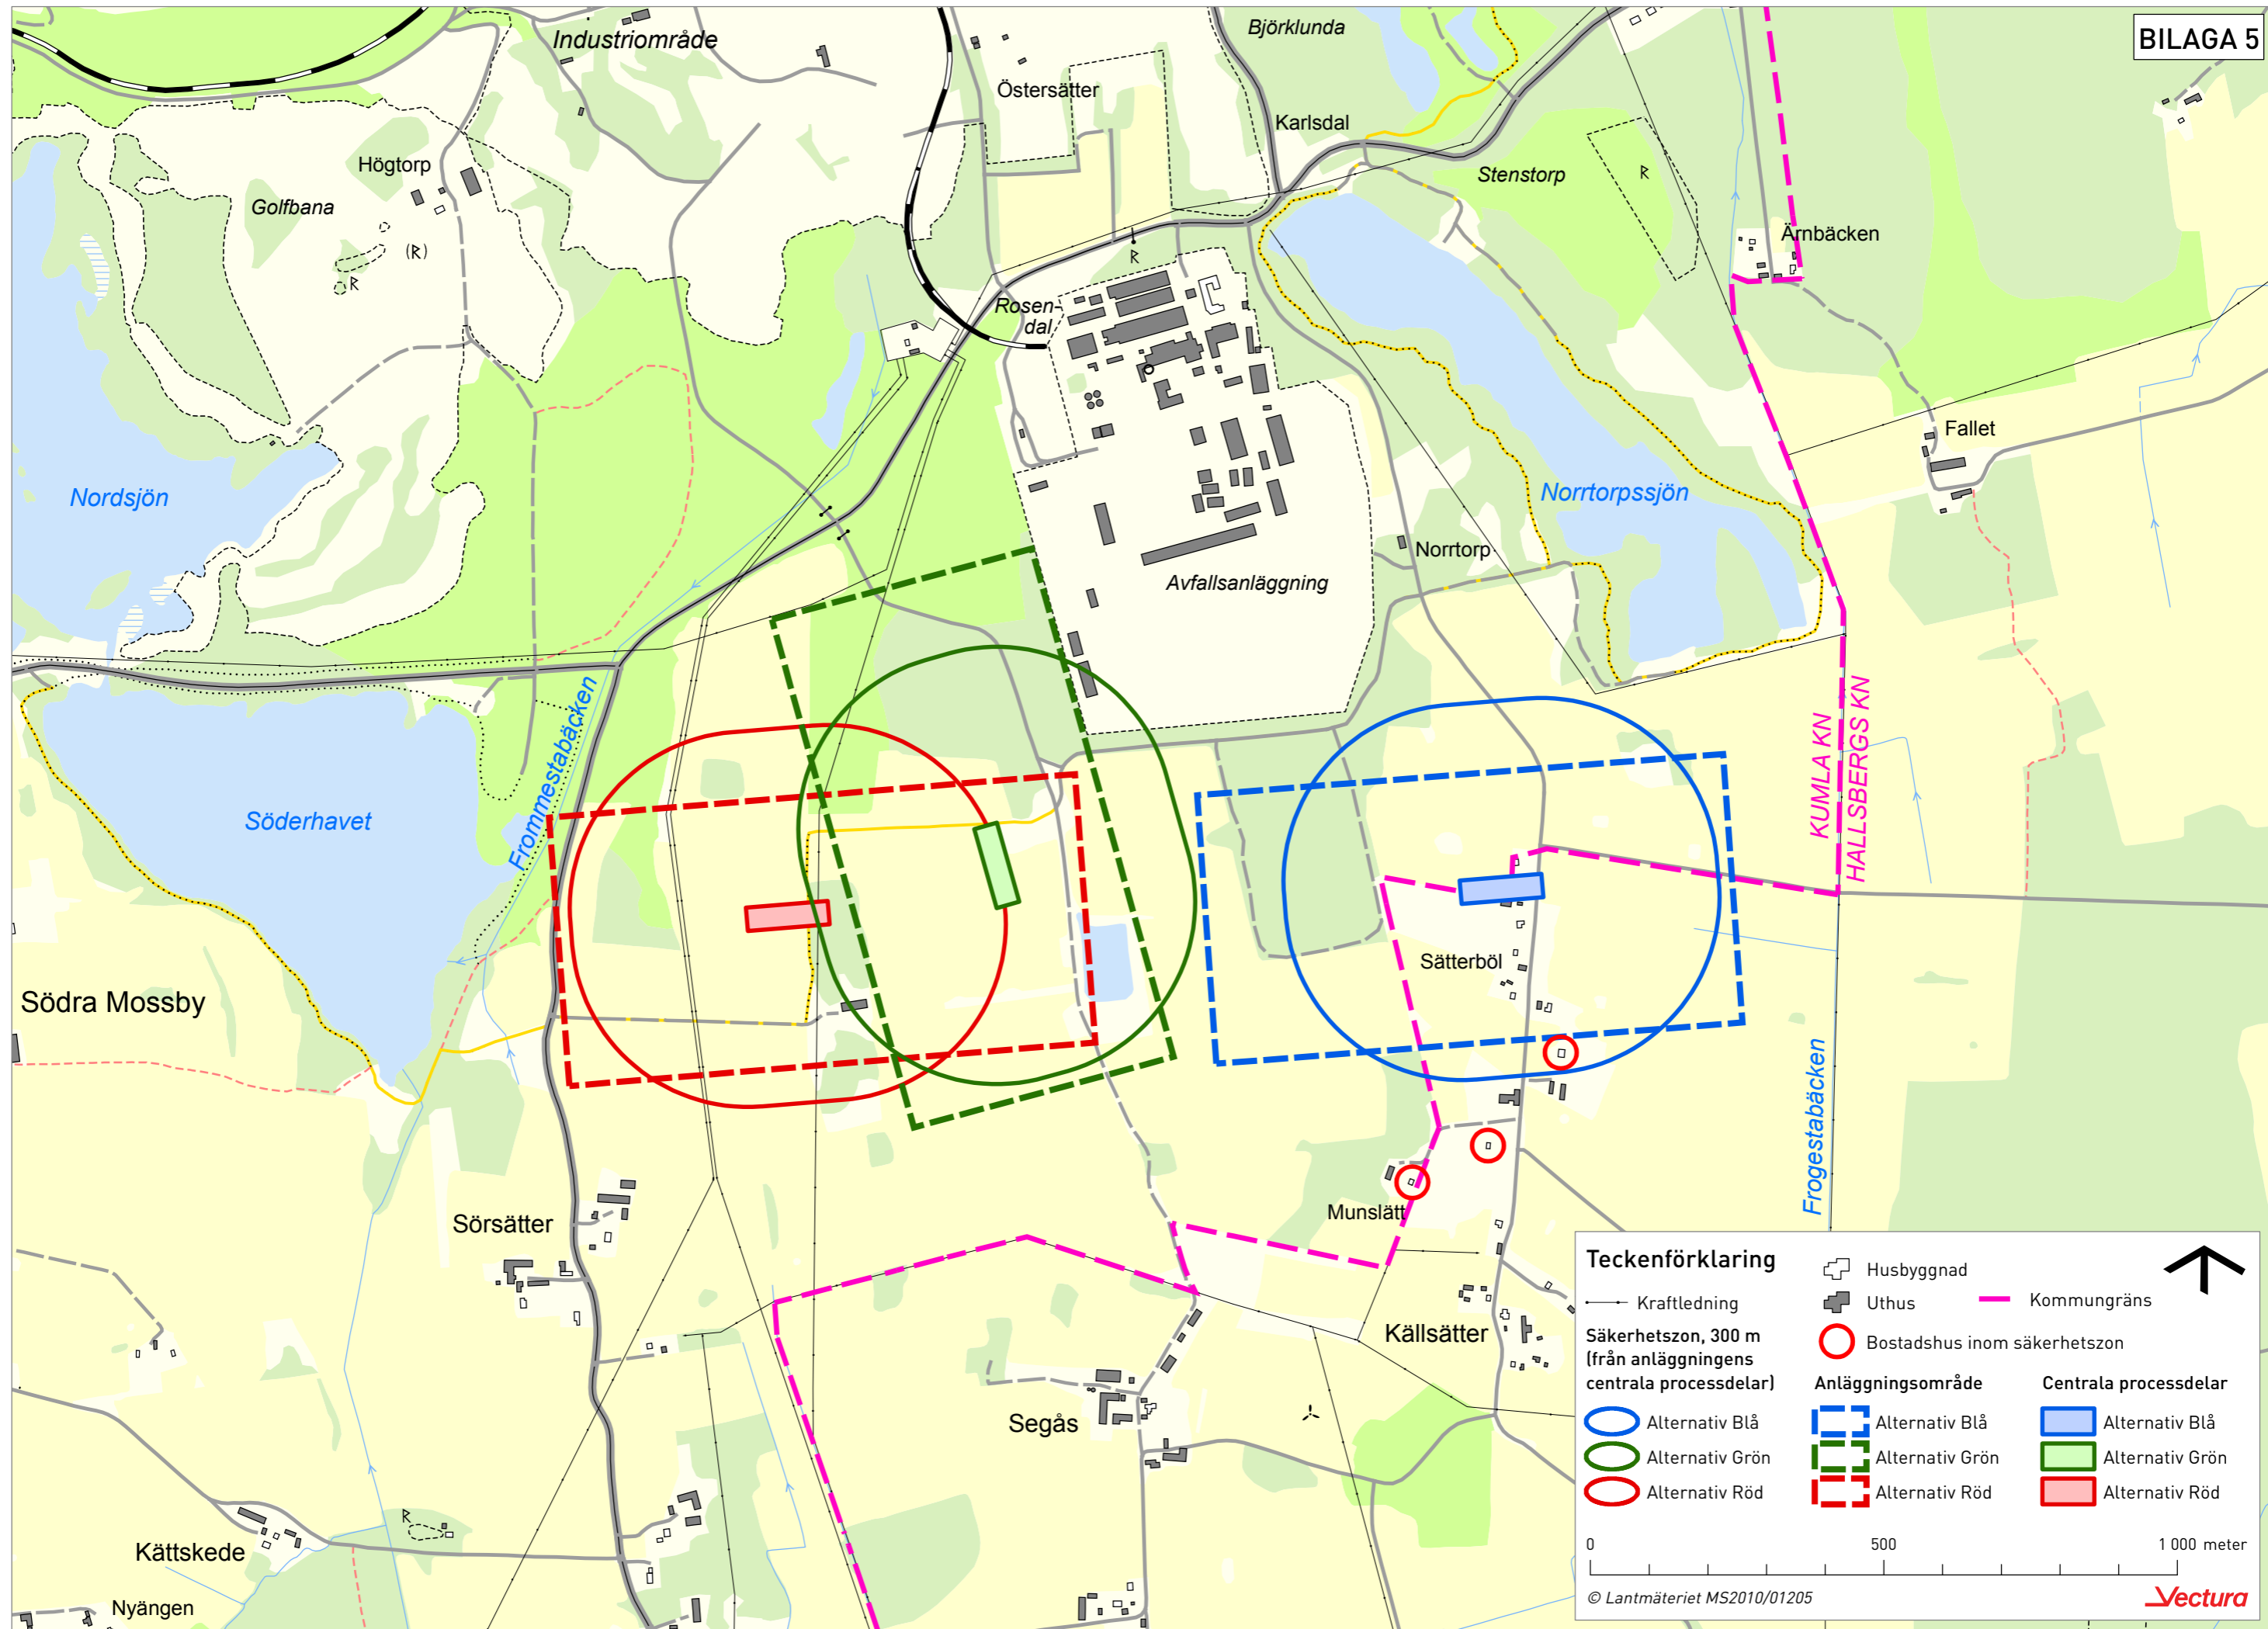 BILAGA 5
Industriområde
Björklunda
Östersätter
Karlsdal
Högtorp
Golfbana
Stenstorp
R
(R)
R
R
Ärnbäcken
Rosen-
dal
Fallet
Nordsjön
Norrtorpssjön
Norrtorp
Avfallsanläggning
Frommestabäcken
Söderhavet
KUMLA KN
HALLSBERGS KN
Sätterböl
Södra Mossby
Frogestabäcken
Munslätt
Sörsätter
Källsätter
Segås
R
Kättskede
Nyängen
Teckenförklaring
Kraftledning
Husbyggnad
Uthus
Kommungräns
Säkerhetszon, 300 m
(från anläggningens
centrala processdelar)
Bostadshus inom säkerhetszon
Anläggningsområde
Centrala processdelar
Alternativ Blå
Alternativ Blå
Alternativ Blå
Alternativ Grön
Alternativ Grön
Alternativ Grön
Alternativ Röd
Alternativ Röd
Alternativ Röd
0 500 1 000 meter
© Lantmäteriet MS2010/01205
Vectura